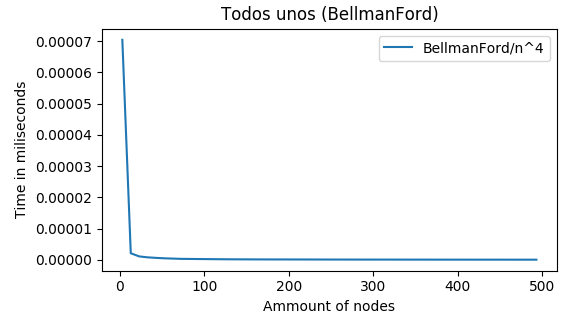 Todos unos (BellmanFord)
BellmanFord/n^4
0.00007
0.00006
0.00005
0.00004
0.00003
0.00002
0.00001
0.00000
Time in miliseconds
0 100 200 300 400 500
Ammount of nodes